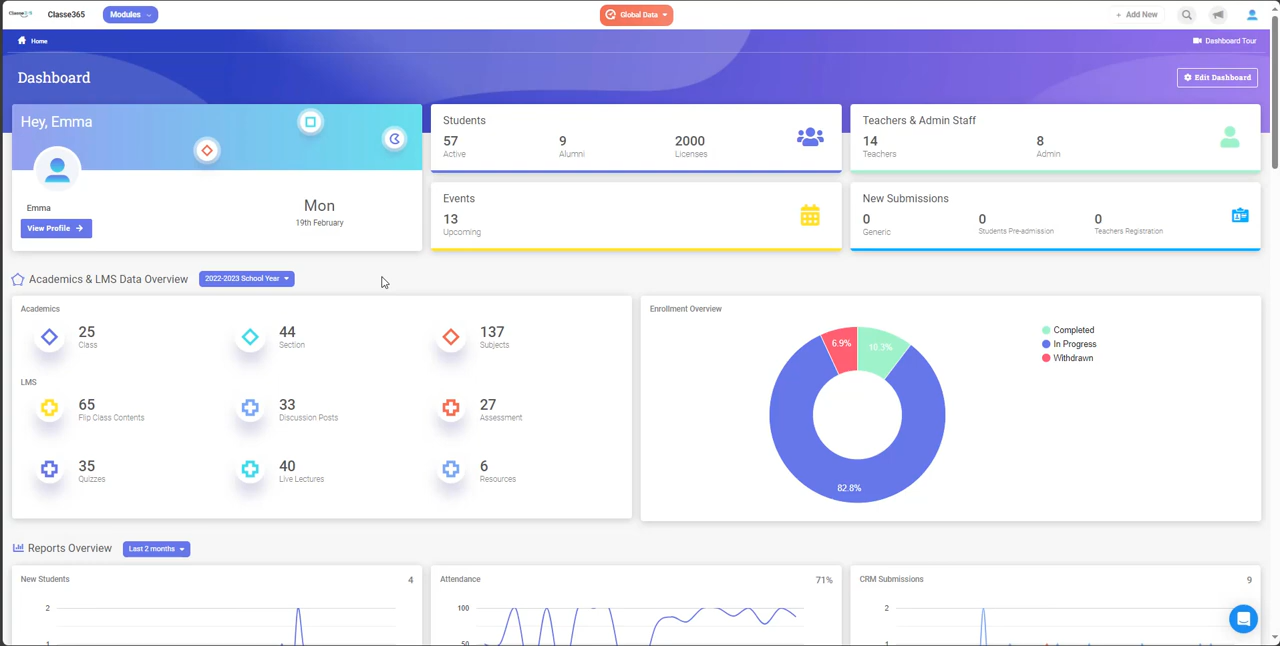 Classe365
Classe365
Modules
Global Data
+ Add New
Home
Dashboard Tour
Dashboard
Edit Dashboard
Hey, Emma
Emma
View Profile
Mon
19th February
Students
57
Active
9
Alumni
2000
Licenses
Teachers & Admin Staff
14
Teachers
8
Admin
Events
13
Upcoming
New Submissions
0
Generic
0
Students Pre-admission
0
Teachers Registration
Academics & LMS Data Overview
2022-2023 School Year
Academics
25
Class
44
Section
137
Subjects
LMS
65
Flip Class Contents
33
Discussion Posts
27
Assessment
35
Quizzes
40
Live Lectures
6
Resources
Enrollment Overview
6.9%
10.3%
82.8%
Completed
In Progress
Withdrawn
Reports Overview
Last 2 months
New Students
4
2
1
Attendance
71%
100
50
CRM Submissions
9
2
1